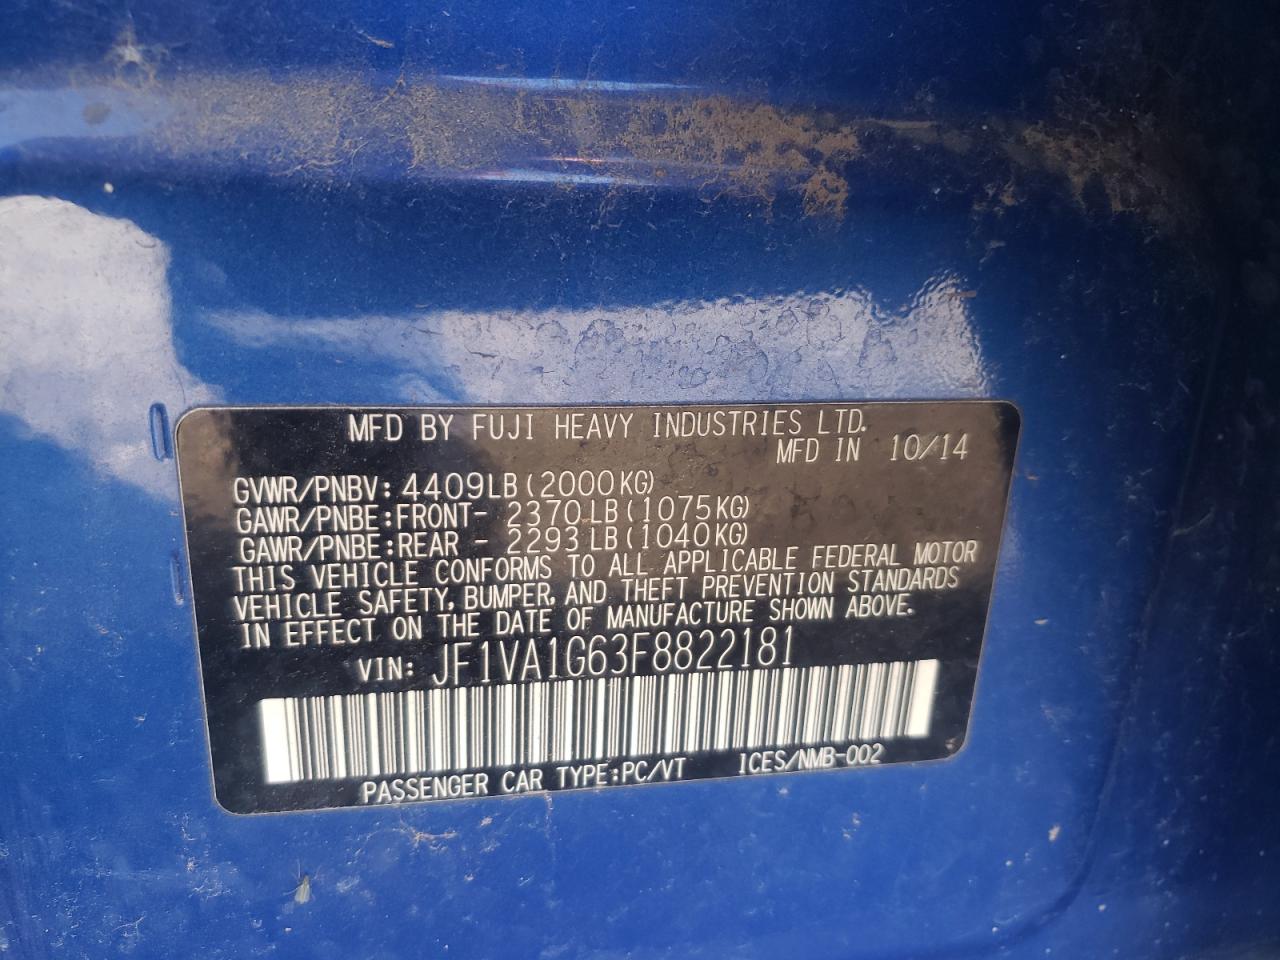 MFD BY FUJI HEAVY INDUSTRIES LTD.
MFD IN 10/14
GVWR/PNBV: 4409LB(2000KG)
GAWR/PNBE:FRONT- 2370LB(1075KG)
GAWR/PNBE:REAR - 2293LB(1040KG)
THIS VEHICLE CONFORMS TO ALL APPLICABLE FEDERAL MOTOR
VEHICLE SAFETY, BUMPER, AND THEFT PREVENTION STANDARDS
IN EFFECT ON THE DATE OF MANUFACTURE SHOWN ABOVE.
VIN: JF1VA1G63F8822181
PASSENGER CAR TYPE:PC/VT ICES/NMB-002